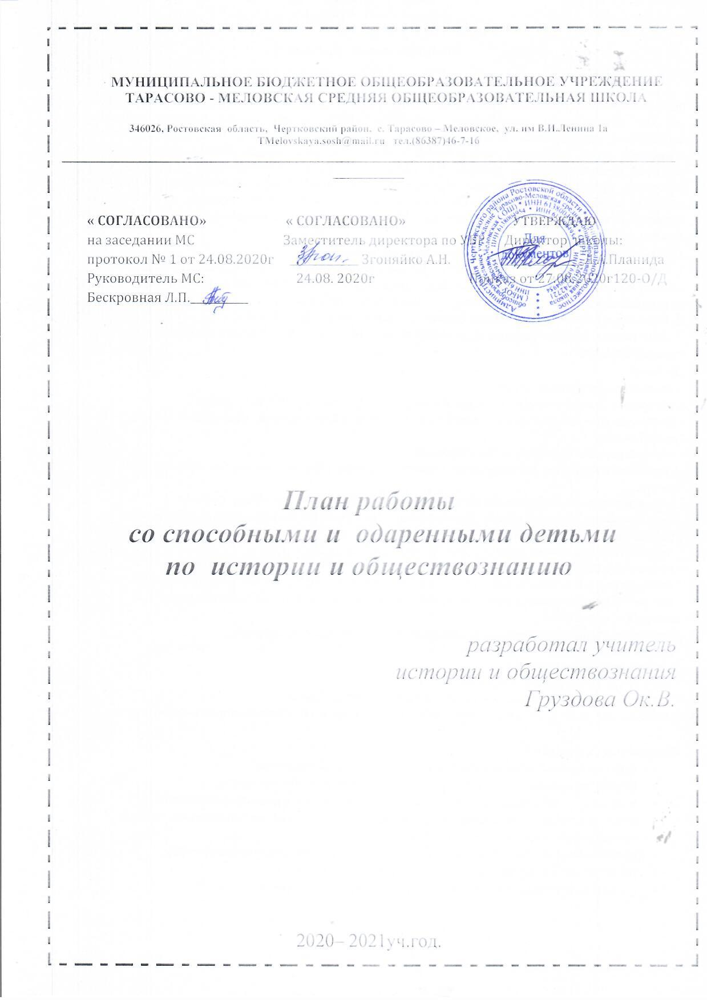 МУНИЦИПАЛЬНОЕ БЮДЖЕТНОЕ ОБЩЕОБРАЗОВАТЕЛЬНОЕ УЧРЕЖДЕНИЕ
ТАРАСОВО - МЕЛОВСКАЯ СРЕДНЯЯ ОБЩЕОБРАЗОВАТЕЛЬНАЯ ШКОЛА
346026, Ростовская область, Чертковский район, с. Тарасово – Меловское, ул. им В.И.Ленина 1а
TMelovskaya.sosh@mail.ru тел.(86387)46-7-16
« СОГЛАСОВАНО» « СОГЛАСОВАНО» УТВЕРЖДАЮ
на заседании МС Заместитель директора по Директор школы:
протокол № 1 от 24.08.2020г Згоняйко А.Н. Планида
Руководитель МС: 24.08. 2020г Приказ от 27.08.2020г120-О/Д
Бескровная Л.П.
Для
документов
План работы
со способными и одаренными детьми
по истории и обществознанию
разработал учитель
истории и обществознания
Груздова Ок.В.
2020– 2021уч.год.